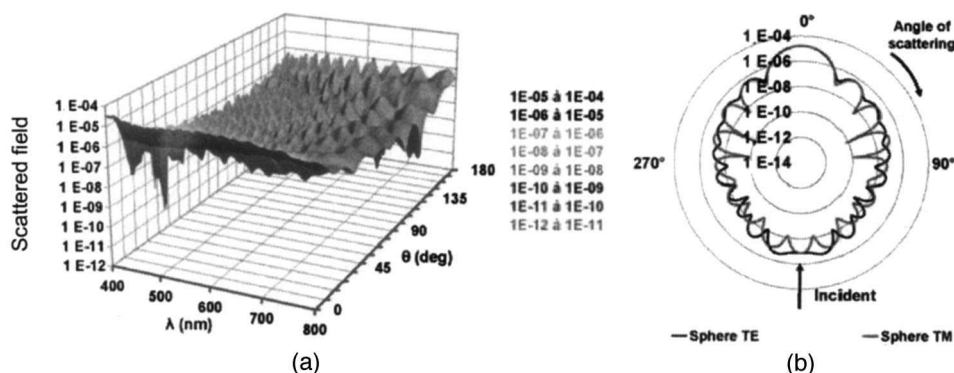 Scattered field
1 E-04
1 E-05
1 E-06
1 E-07
1 E-08
1 E-09
1 E-10
1 E-11
1 E-12
400
500
600
700
800
λ (nm)
0
45
90
135
180
θ (deg)
1E-05 à 1E-04
1E-06 à 1E-05
1E-07 à 1E-06
1E-08 à 1E-07
1E-09 à 1E-08
1E-10 à 1E-09
1E-11 à 1E-10
1E-12 à 1E-11
(a)
0°
1 E-04
1 E-06
1 E-08
1 E-10
1 E-12
1 E-14
Angle of
scattering
270°
90°
Incident
Sphere TE
Sphere TM
(b)